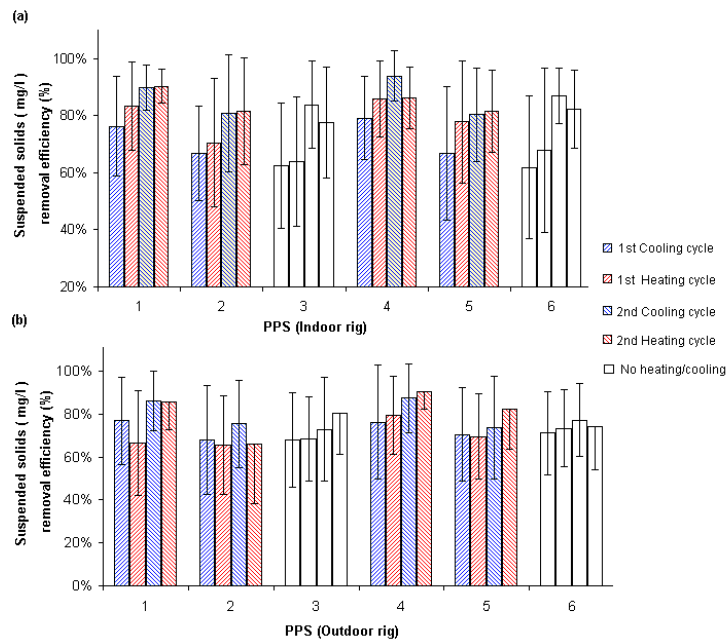 (a)
Suspended solids ( mg/l )
removal efficiency (%)
100%
80%
60%
40%
20%
1 2 3 4 5 6
PPS (Indoor rig)
1st Cooling cycle
1st Heating cycle
2nd Cooling cycle
2nd Heating cycle
No heating/cooling
(b)
Suspended solids ( mg/l )
removal efficiency (%)
100%
80%
60%
40%
20%
0%
1 2 3 4 5 6
PPS (Outdoor rig)